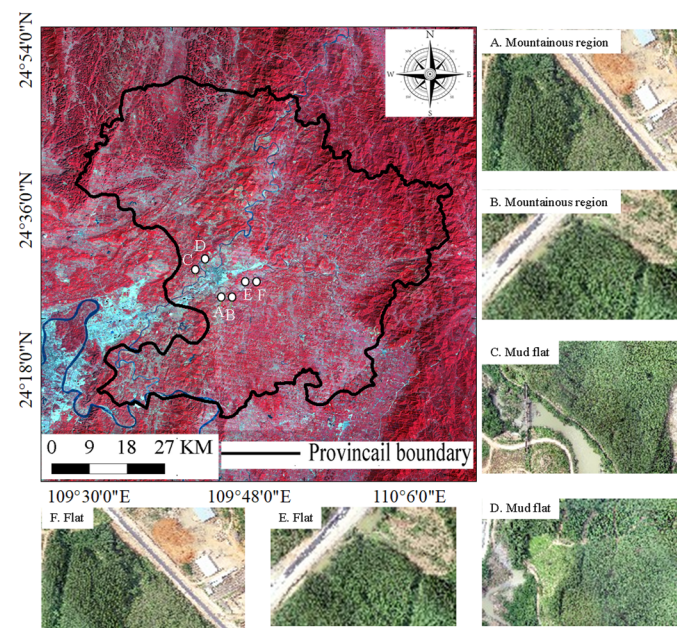 24°54'0"N
24°36'0"N
24°18'0"N
N
W
E
S
A. Mountainous region
B. Mountainous region
C. Mud flat
D. Mud flat
D
C
E F
A B
0 9 18 27 KM
Provincail boundary
109°30'0"E 109°48'0"E 110°6'0"E
F. Flat
E. Flat